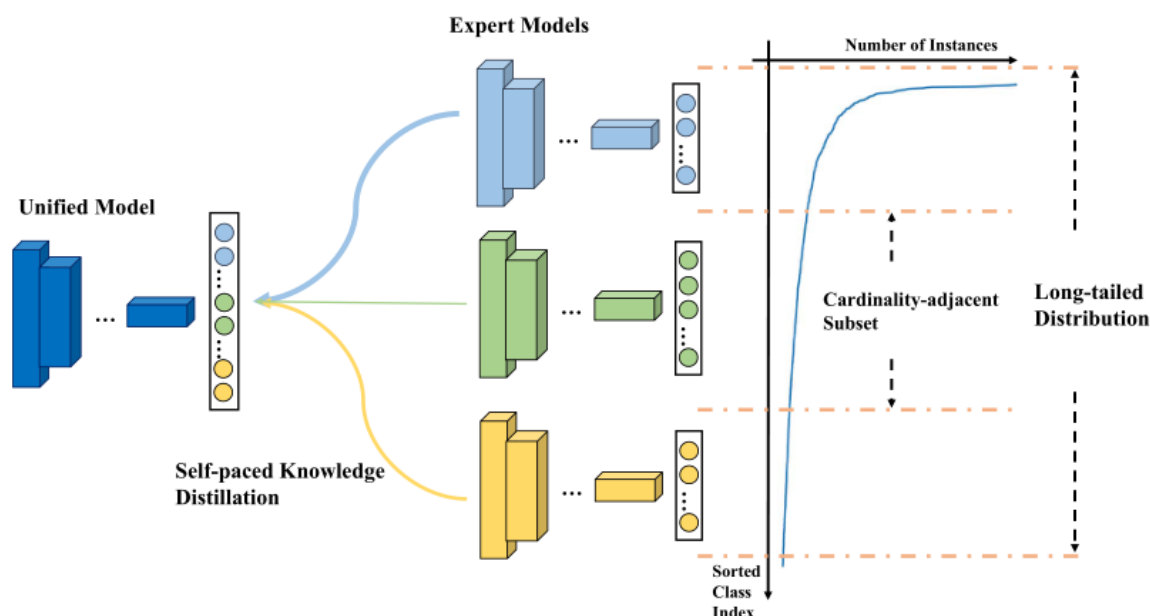 Expert Models
Number of Instances
Unified Model
...
...
...
...
Cardinality-adjacent
Subset
Long-tailed
Distribution
Self-paced Knowledge
Distillation
Sorted
Class
Index